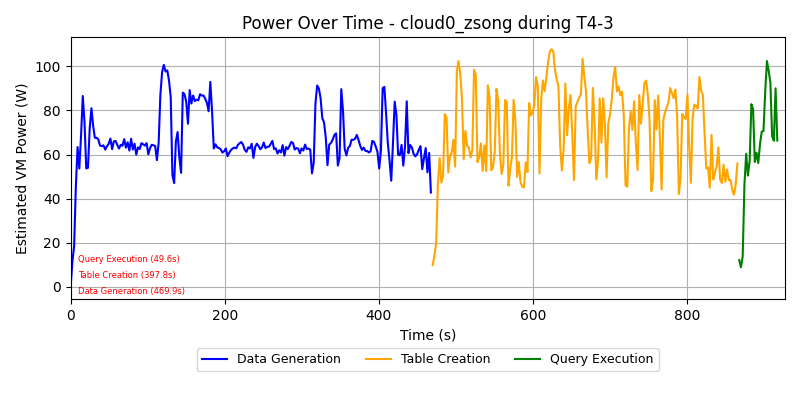 Power Over Time - cloud0_zsong during T4-3
Estimated VM Power (W)
100
80
60
40
20
0
Query Execution (49.6s)
Table Creation (397.8s)
Data Generation (469.9s)
0 200 400 600 800
Time (s)
Data Generation Table Creation Query Execution